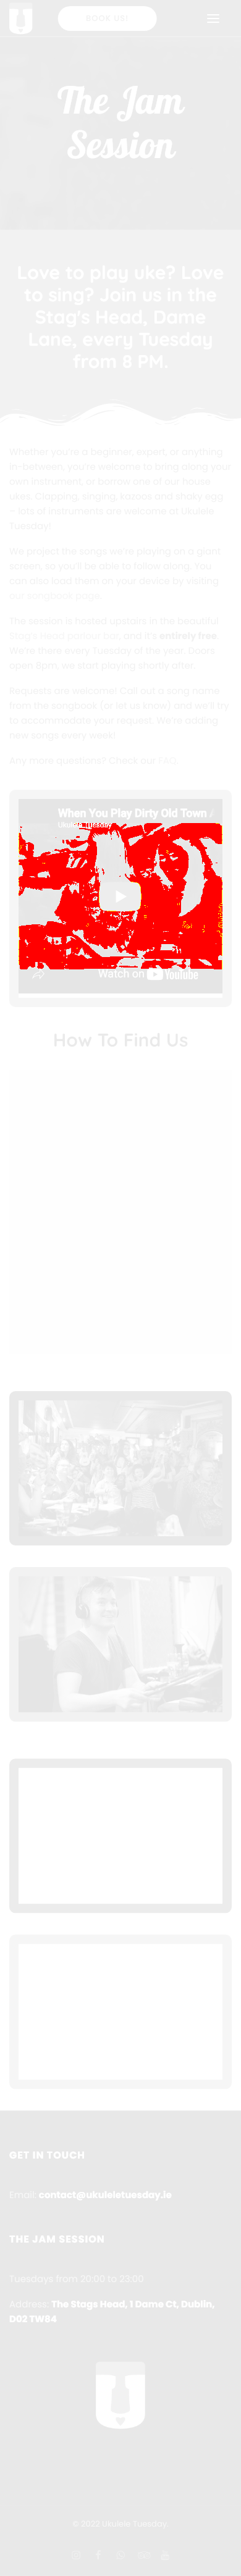 BOOK US!
The Jam
Session
Love to play uke? Love
to sing? Join us in the
Stag's Head, Dame
Lane, every Tuesday
from 8 PM.
Whether you're a beginner, expert, or anything
in-between, you're welcome to bring along your
own instrument, or borrow one of our house
ukes. Clapping, singing, kazoos and shaky egg
– lots of instruments are welcome at Ukulele
Tuesday!
We project the songs we're playing on a giant
screen, so you'll be able to follow along. You
can also load them on your device by visiting
our songbook page.
The session is hosted upstairs in the beautiful
and it's entirely free.
We're there every Tuesday of the year. Doors
open 8pm, we start playing shortly after.
Requests are welcome! Call out a song name
from the songbook (or let us know) and we'll try
to accommodate your request. We're adding
new songs every week!
Any more questions? Check our FAQ.
When You Play Dirty Old Town /
Ukulele Tuesday
Watch on YouTube
How To Find Us
GET IN TOUCH
Email: contact@ukuleletuesday.ie
THE JAM SESSION
Tuesdays from 20:00 to 23:00
Address: The Stags Head, 1 Dame Ct, Dublin,
D02 TW84
© 2022 Ukulele Tuesday